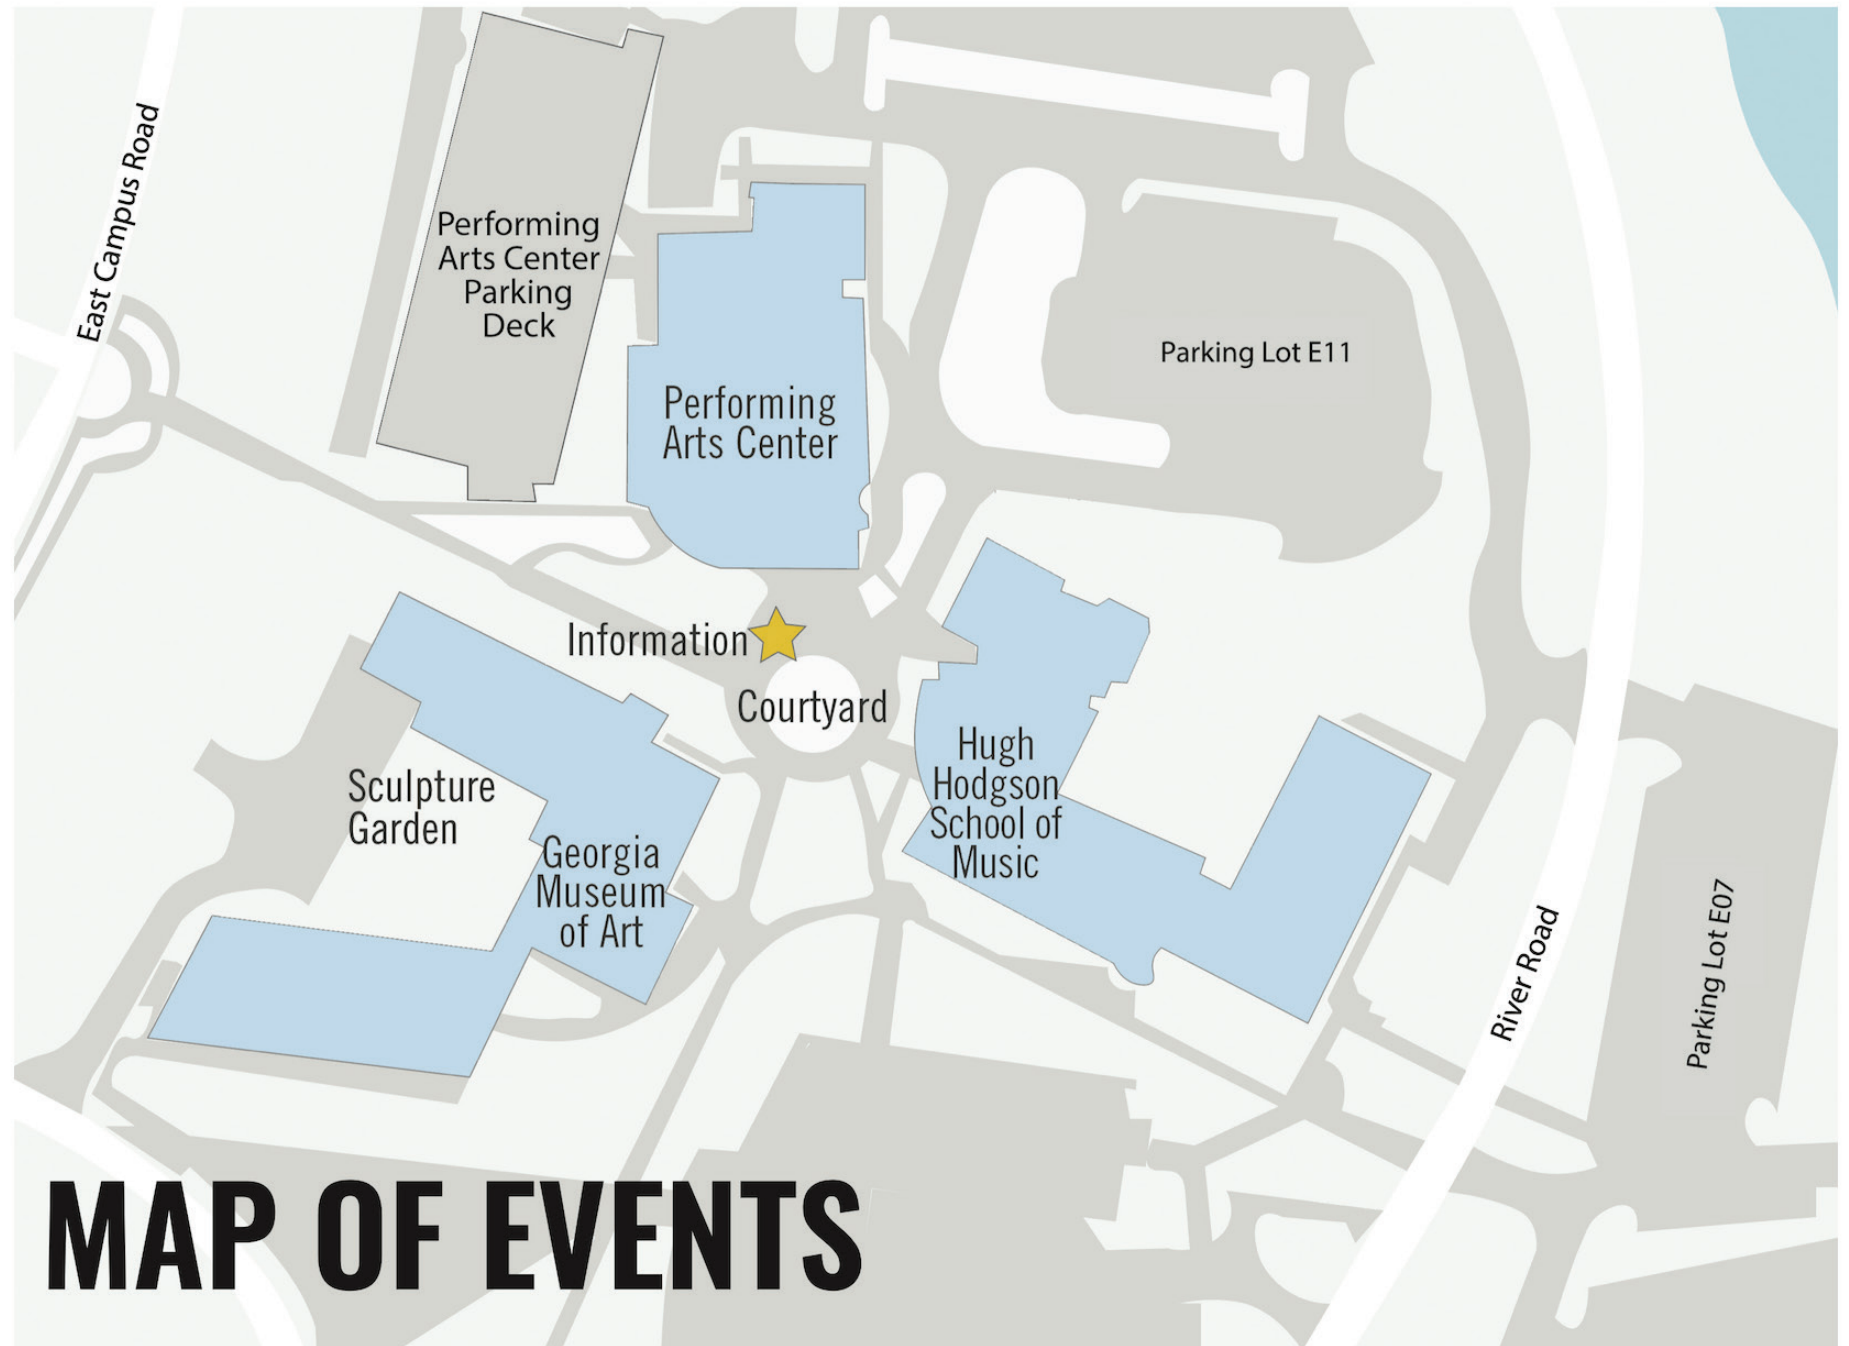 East Campus Road
Performing
Arts Center
Parking
Deck
Performing
Arts Center
Parking Lot E11
Information
Courtyard
Sculpture
Garden
Georgia
Museum
of Art
Hugh
Hodgson
School of
Music
River Road
Parking Lot E07
MAP OF EVENTS